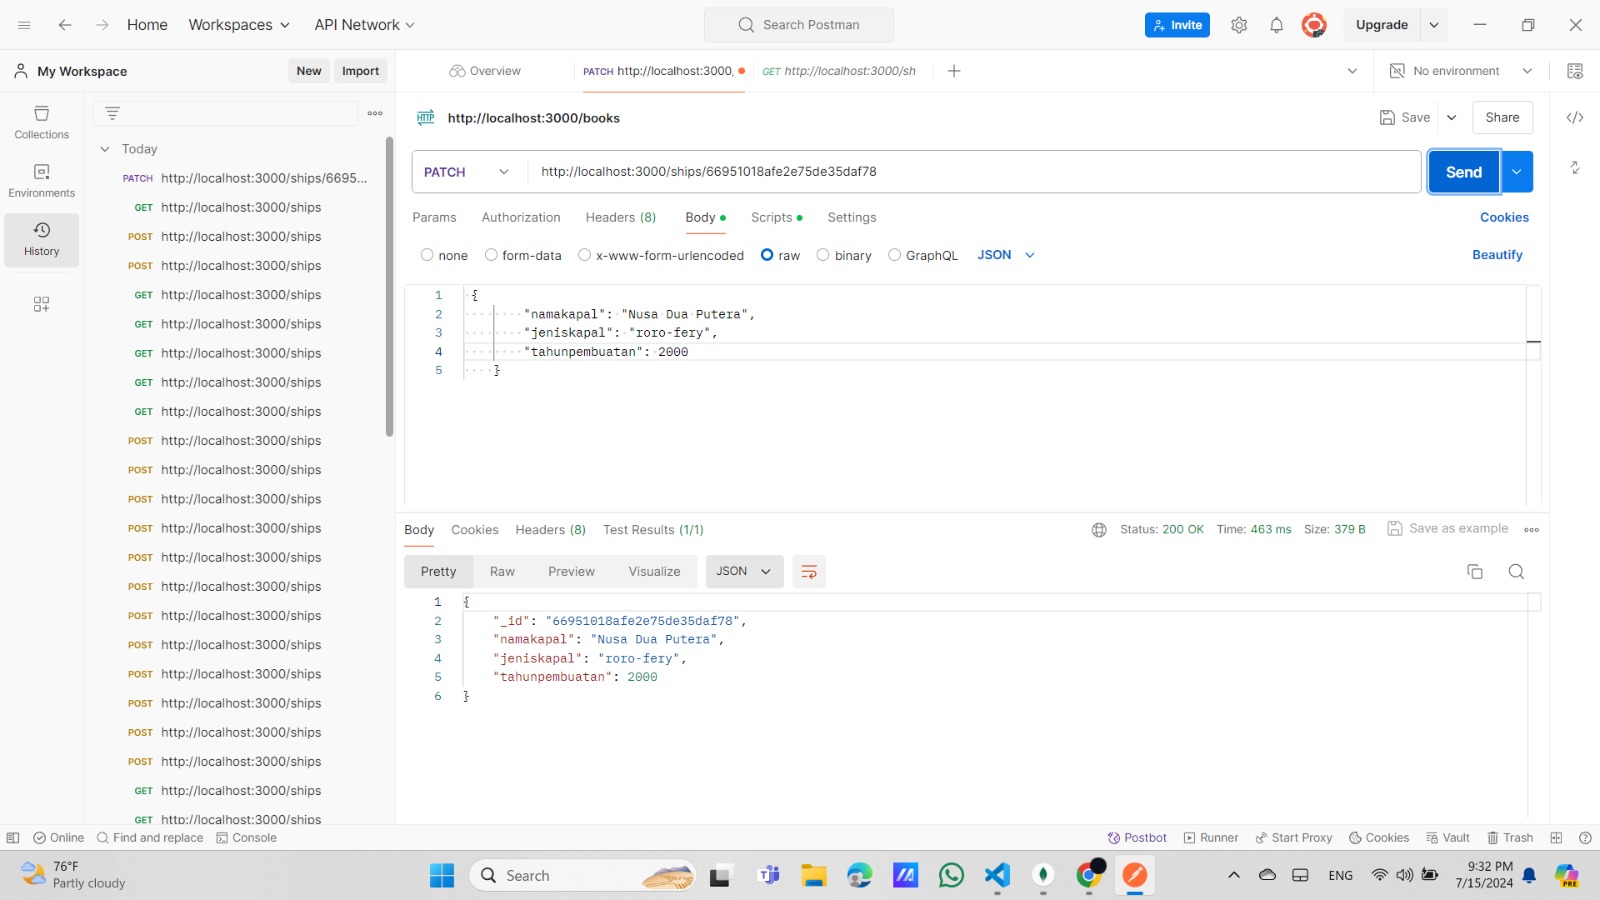 Home
Workspaces
API Network
Search Postman
Invite
Upgrade
My Workspace
New
Import
Overview
PATCH http://localhost:3000,
GET http://localhost:3000/sh
No environment
Collections
Environments
History
HTTP
http://localhost:3000/books
Save
Share
Today
PATCH http://localhost:3000/ships/6695...
GET http://localhost:3000/ships
POST http://localhost:3000/ships
POST http://localhost:3000/ships
GET http://localhost:3000/ships
GET http://localhost:3000/ships
GET http://localhost:3000/ships
GET http://localhost:3000/ships
GET http://localhost:3000/ships
POST http://localhost:3000/ships
POST http://localhost:3000/ships
POST http://localhost:3000/ships
POST http://localhost:3000/ships
POST http://localhost:3000/ships
POST http://localhost:3000/ships
POST http://localhost:3000/ships
POST http://localhost:3000/ships
POST http://localhost:3000/ships
POST http://localhost:3000/ships
POST http://localhost:3000/ships
POST http://localhost:3000/ships
GET http://localhost:3000/ships
GET http://localhost:3000/ships
PATCH
http://localhost:3000/ships/66951018afe2e75de35daf78
Send
Params
Authorization
Headers (8)
Body
Scripts
Settings
Cookies
none
form-data
x-www-form-urlencoded
raw
binary
GraphQL
JSON
Beautify
1 {
2 "namakapal": "Nusa Dua Putera",
3 "jeniskapal": "roro-fery",
4 "tahunpembuatan": 2000
5 }
Body
Cookies
Headers (8)
Test Results (1/1)
Status: 200 OK
Time: 463 ms
Size: 379 B
Save as example
Pretty
Raw
Preview
Visualize
JSON
1 {
2 "_id": "66951018afe2e75de35daf78",
3 "namakapal": "Nusa Dua Putera",
4 "jeniskapal": "roro-fery",
5 "tahunpembuatan": 2000
6 }
Online
Find and replace
Console
Postbot
Runner
Start Proxy
Cookies
Vault
Trash
76°F
Partly cloudy
Search
ENG
9:32 PM
7/15/2024
PRE